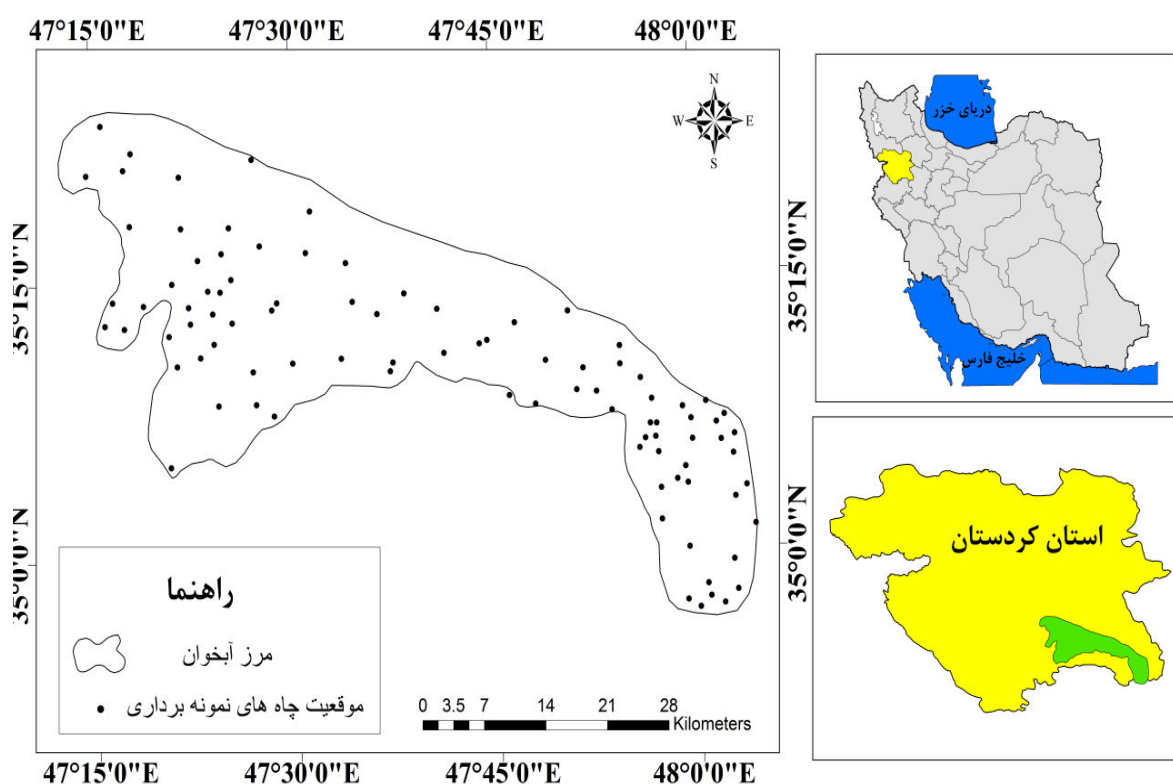 47°15'0"E 47°30'0"E 47°45'0"E 48°0'0"E
N
W E
S
35°15'0"N
35°0'0"N
35°15'0"N
35°0'0"N
راهنما
مرز آبخوان
موقعیت چاه های نمونه برداری
0 3.5 7 14 21 28
Kilometers
47°15'0"E 47°30'0"E 47°45'0"E 48°0'0"E
دریای خزر
خلیج فارس
استان کردستان